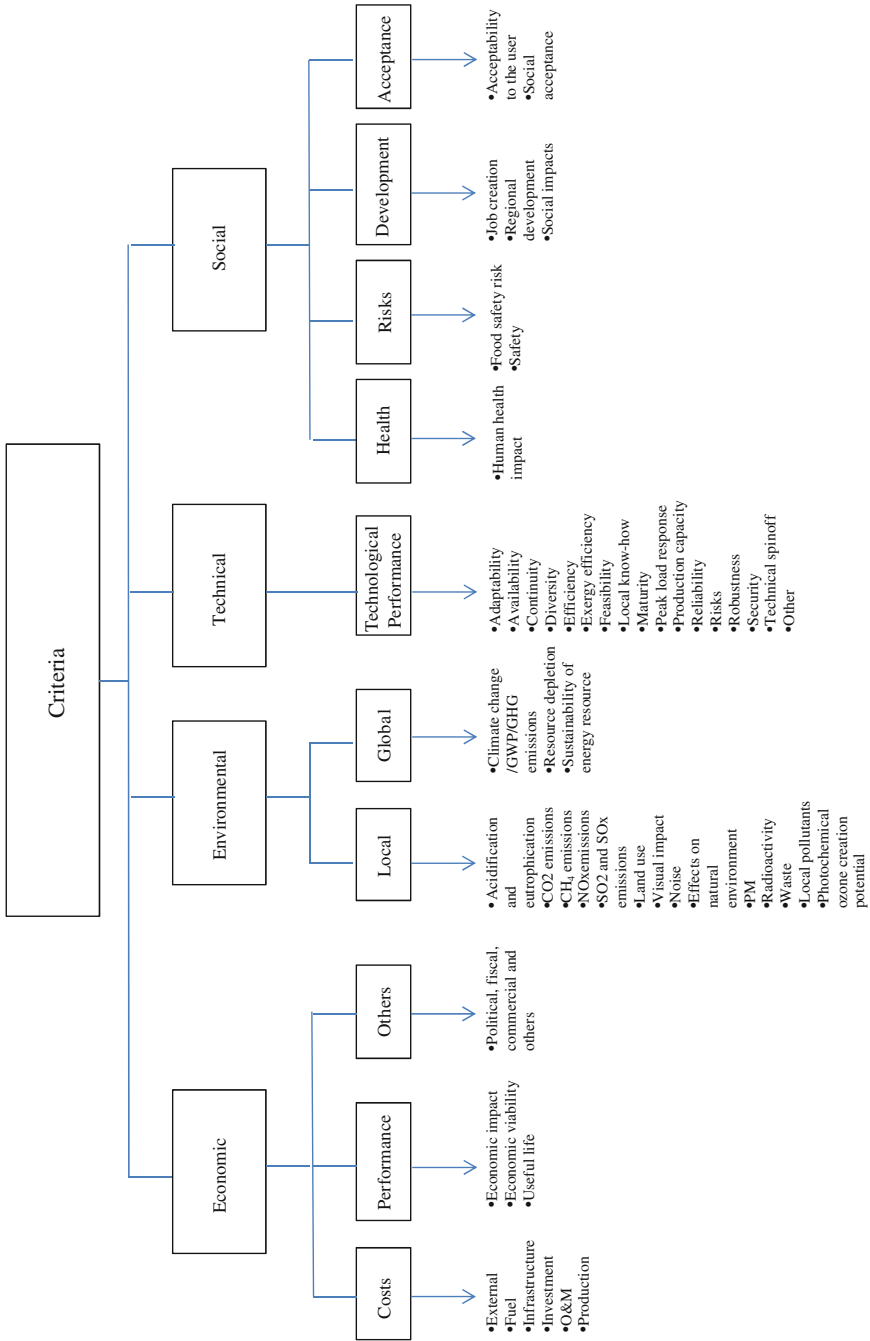 Criteria
Economic
Environmental
Technical
Social
Costs
Performance
Others
Local
Global
Technological
Performance
Health
Risks
Development
Acceptance
•External
•Fuel
•Infrastructure
•Investment
•O&M
•Production
•Economic impact
•Economic viability
•Useful life
•Political, fiscal,
commercial and
others
•Acidification
and
eutrophication
•CO2 emissions
•CH₄ emissions
•NOxemissions
•SO2 and SOx
emissions
•Land use
•Visual impact
•Noise
•Effects on
natural
environment
•PM
•Radioactivity
•Waste
•Local pollutants
•Photochemical
ozone creation
potential
•Climate change
/GWP/GHG
emissions
•Resource depletion
•Sustainability of
energy resource
•Adaptability
•Availability
•Continuity
•Diversity
•Efficiency
•Exergy efficiency
•Feasibility
•Local know-how
•Maturity
•Peak load response
•Production capacity
•Reliability
•Risks
•Robustness
•Security
•Technical spinoff
•Other
•Human health
impact
•Food safety risk
•Safety
•Job creation
•Regional
development
•Social impacts
•Acceptability
to the user
•Social
acceptance